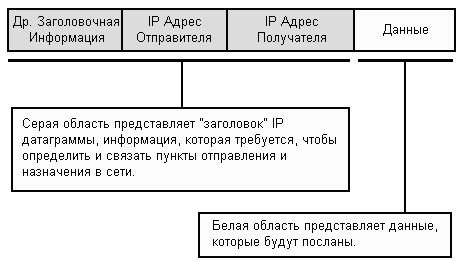 Др. Заголовочная
Информация
IP Адрес
Отправителя
IP Адрес
Получателя
Данные
Серая область представляет "заголовок" IP
датаграммы, информация, которая требуется, чтобы
определить и связать пункты отправления и
назначения в сети.
Белая область представляет данные,
которые будут посланы.